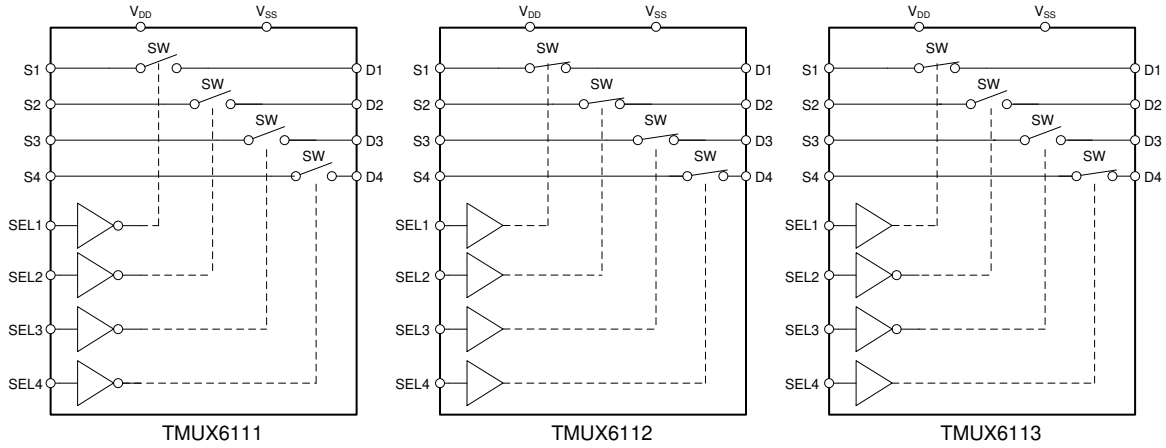 VDD VSS
SW
S1 D1
SW
S2 D2
SW
S3 D3
SW
S4 D4
SEL1
SEL2
SEL3
SEL4
TMUX6111
VDD VSS
SW
S1 D1
SW
S2 D2
SW
S3 D3
SW
S4 D4
SEL1
SEL2
SEL3
SEL4
TMUX6112
VDD VSS
SW
S1 D1
SW
S2 D2
SW
S3 D3
SW
S4 D4
SEL1
SEL2
SEL3
SEL4
TMUX6113